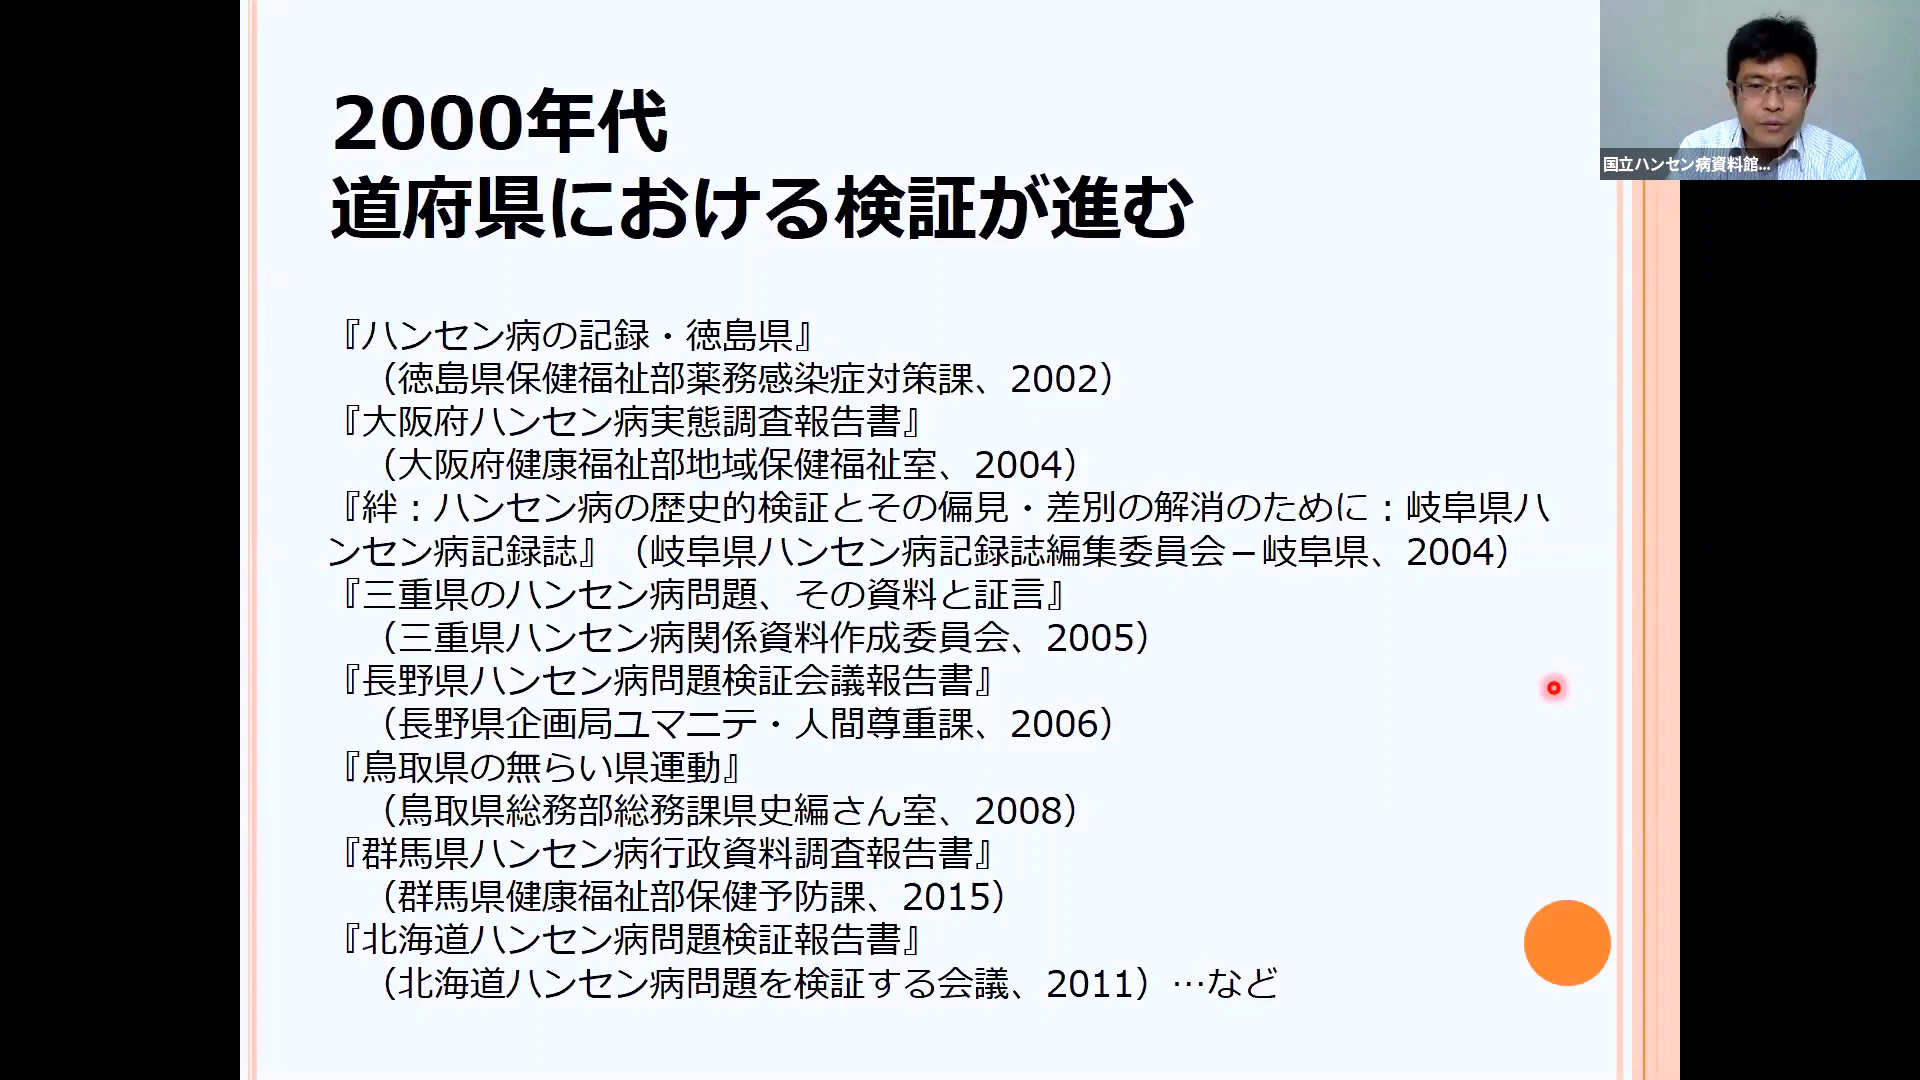 2000年代
道府県における検証が進む
国立ハンセン病資料館...
『ハンセン病の記録・徳島県』
（徳島県保健福祉部薬務感染症対策課、2002）
『大阪府ハンセン病実態調査報告書』
（大阪府健康福祉部地域保健福祉室、2004）
『絆：ハンセン病の歴史的検証とその偏見・差別の解消のために：岐阜県ハ
ンセン病記録誌』（岐阜県ハンセン病記録誌編集委員会－岐阜県、2004）
『三重県のハンセン病問題、その資料と証言』
（三重県ハンセン病関係資料作成委員会、2005）
『長野県ハンセン病問題検証会議報告書』
（長野県企画局ユマニテ・人間尊重課、2006）
『鳥取県の無らい県運動』
（鳥取県総務部総務課県史編さん室、2008）
『群馬県ハンセン病行政資料調査報告書』
（群馬県健康福祉部保健予防課、2015）
『北海道ハンセン病問題検証報告書』
（北海道ハンセン病問題を検証する会議、2011）…など